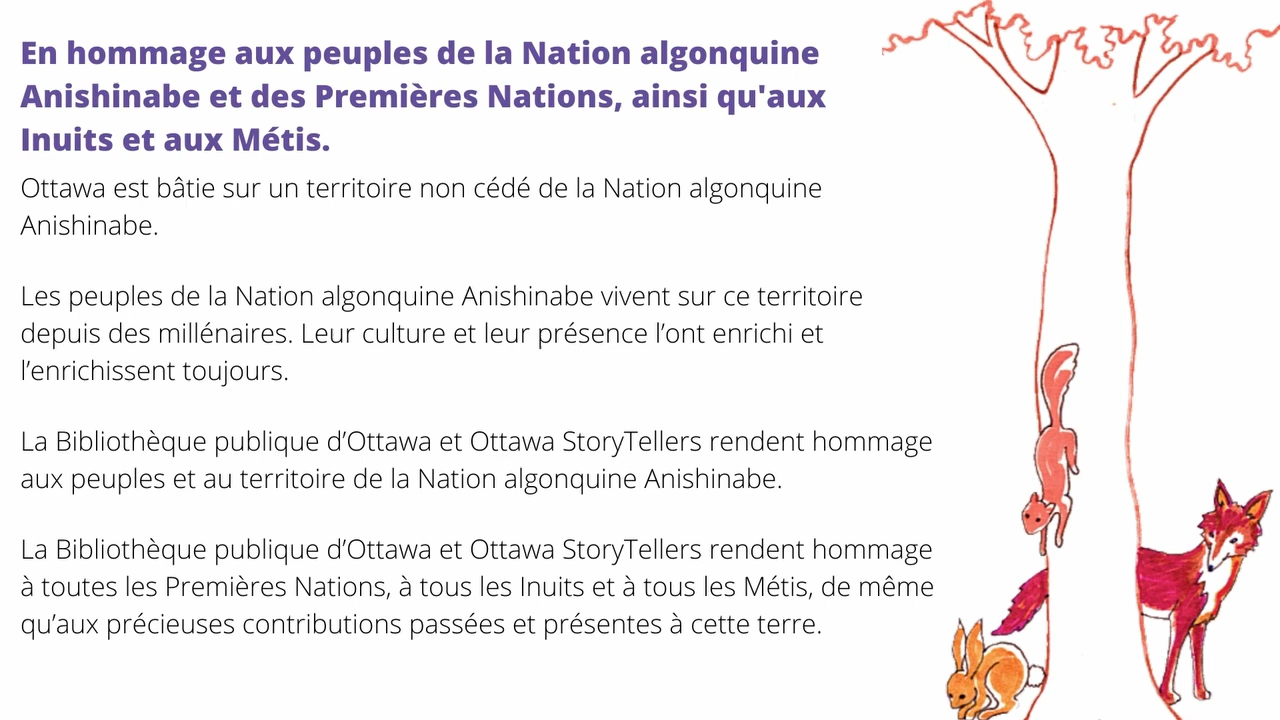 En hommage aux peuples de la Nation algonquine
Anishinabe et des Premières Nations, ainsi qu'aux
Inuits et aux Métis.
Ottawa est bâtie sur un territoire non cédé de la Nation algonquine
Anishinabe.
Les peuples de la Nation algonquine Anishinabe vivent sur ce territoire
depuis des millénaires. Leur culture et leur présence l’ont enrichi et
l’enrichissent toujours.
La Bibliothèque publique d’Ottawa et Ottawa StoryTellers rendent hommage
aux peuples et au territoire de la Nation algonquine Anishinabe.
La Bibliothèque publique d’Ottawa et Ottawa StoryTellers rendent hommage
à toutes les Premières Nations, à tous les Inuits et à tous les Métis, de même
qu’aux précieuses contributions passées et présentes à cette terre.